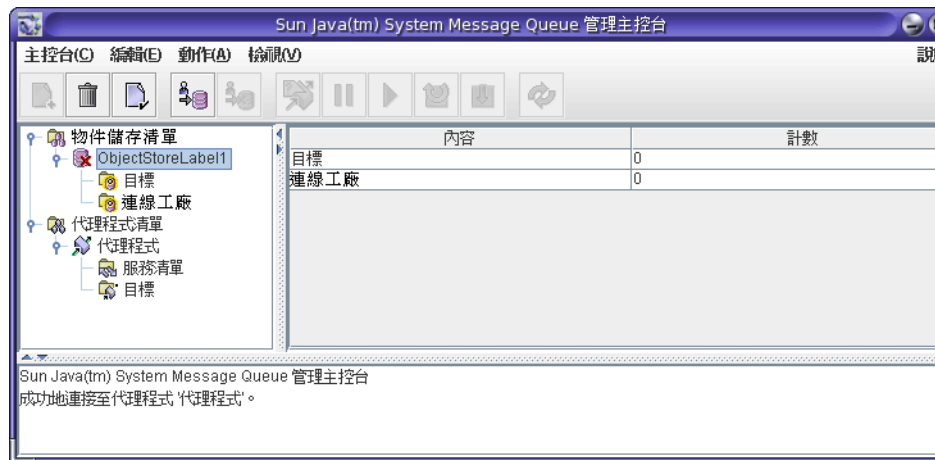 Sun Java(tm) System Message Queue 管理主控台
主控台(C) 編輯(E) 動作(A) 檢視(V)
物件儲存清單
ObjectStoreLabel1
目標
連線工廠
代理程式清單
代理程式
服務清單
目標
內容 計數
目標 0
連線工廠 0
Sun Java(tm) System Message Queue 管理主控台
成功地連接至代理程式 '代理程式'。